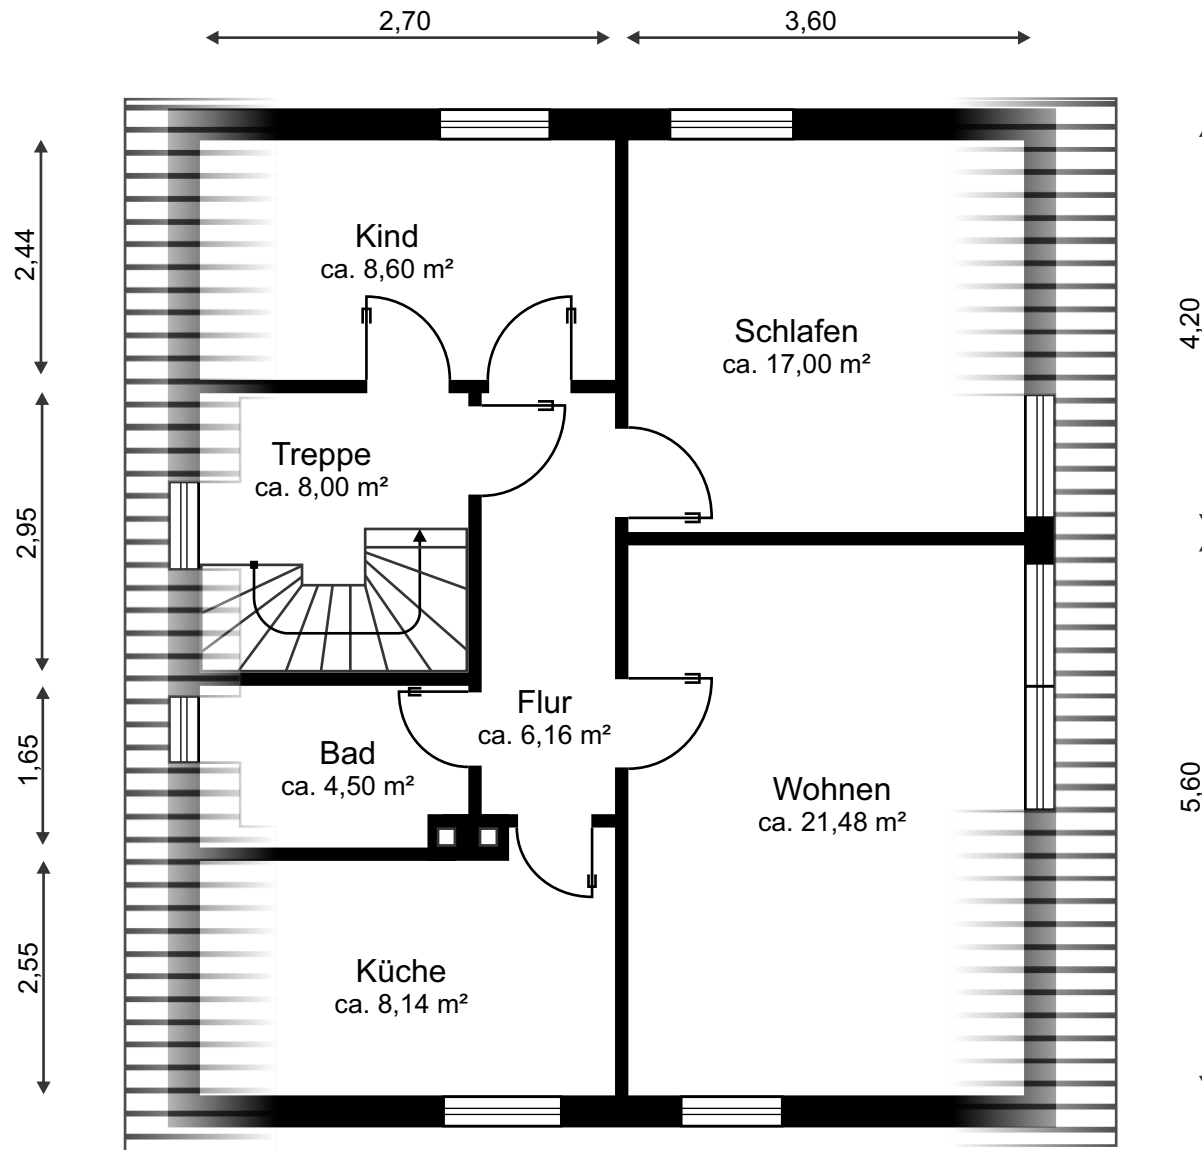 2,70
3,60
2,44
Kind
ca. 8,60 m²
4,20
Schlafen
ca. 17,00 m²
Treppe
ca. 8,00 m²
2,95
Flur
ca. 6,16 m²
1,65
Bad
ca. 4,50 m²
5,60
Wohnen
ca. 21,48 m²
2,55
Küche
ca. 8,14 m²